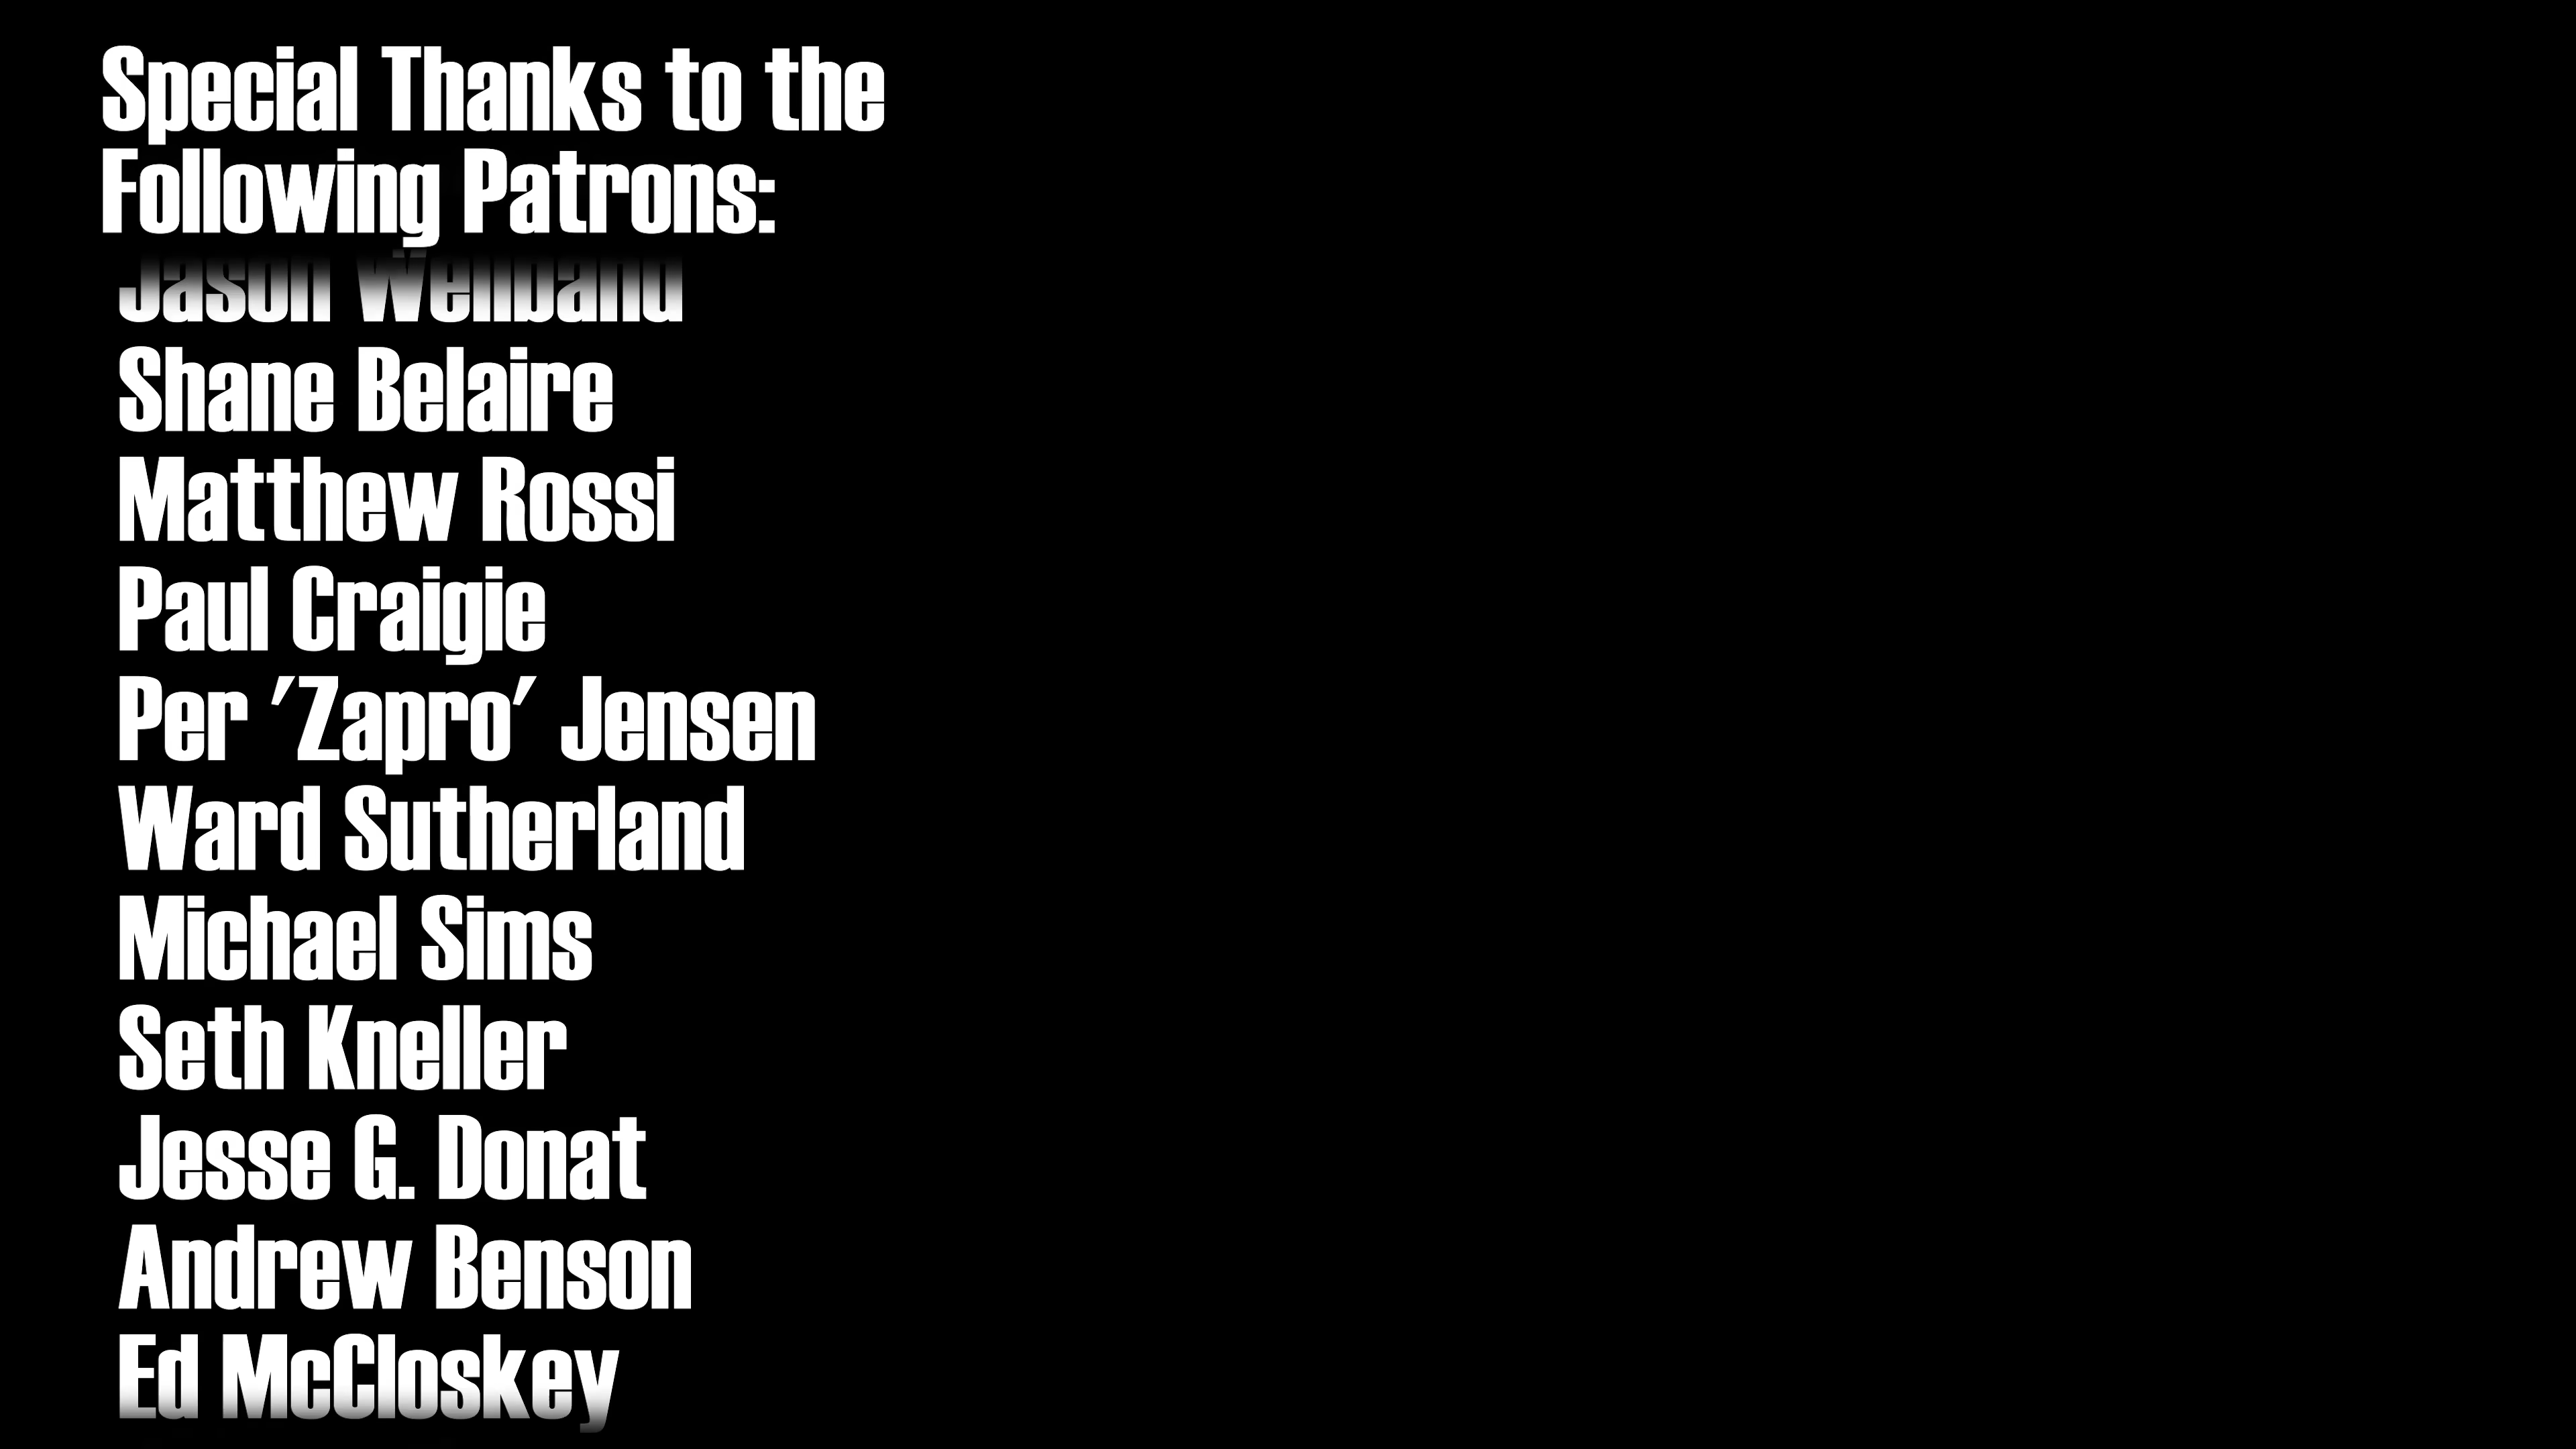 Special Thanks to the
Following Patrons:
Jason
Shane Belaire
Matthew Rossi
Paul Craigie
Per 'Zapro' Jensen
Ward Sutherland
Michael Sims
Seth Kneller
Jesse G. Donat
Andrew Benson
Ed McCloskey